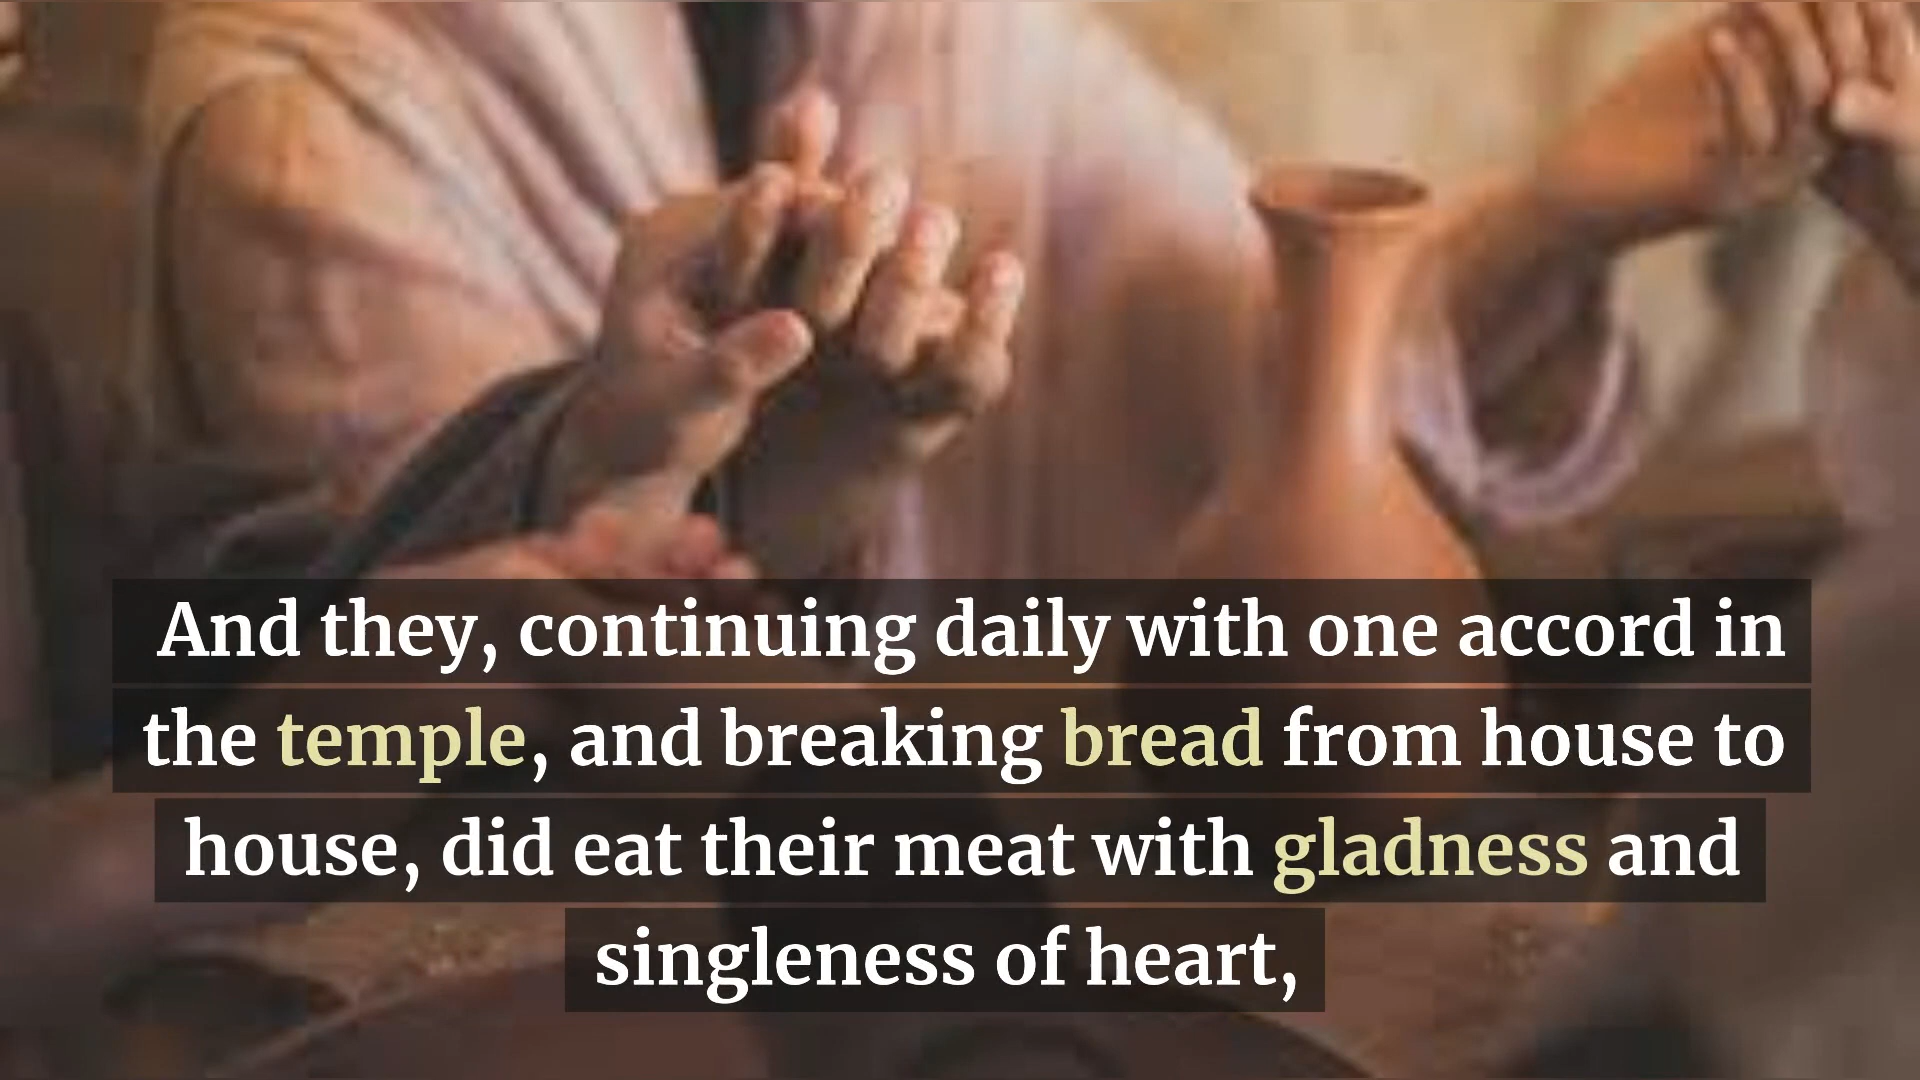 And they, continuing daily with one accord in
the temple, and breaking bread from house to
house, did eat their meat with gladness and
singleness of heart,